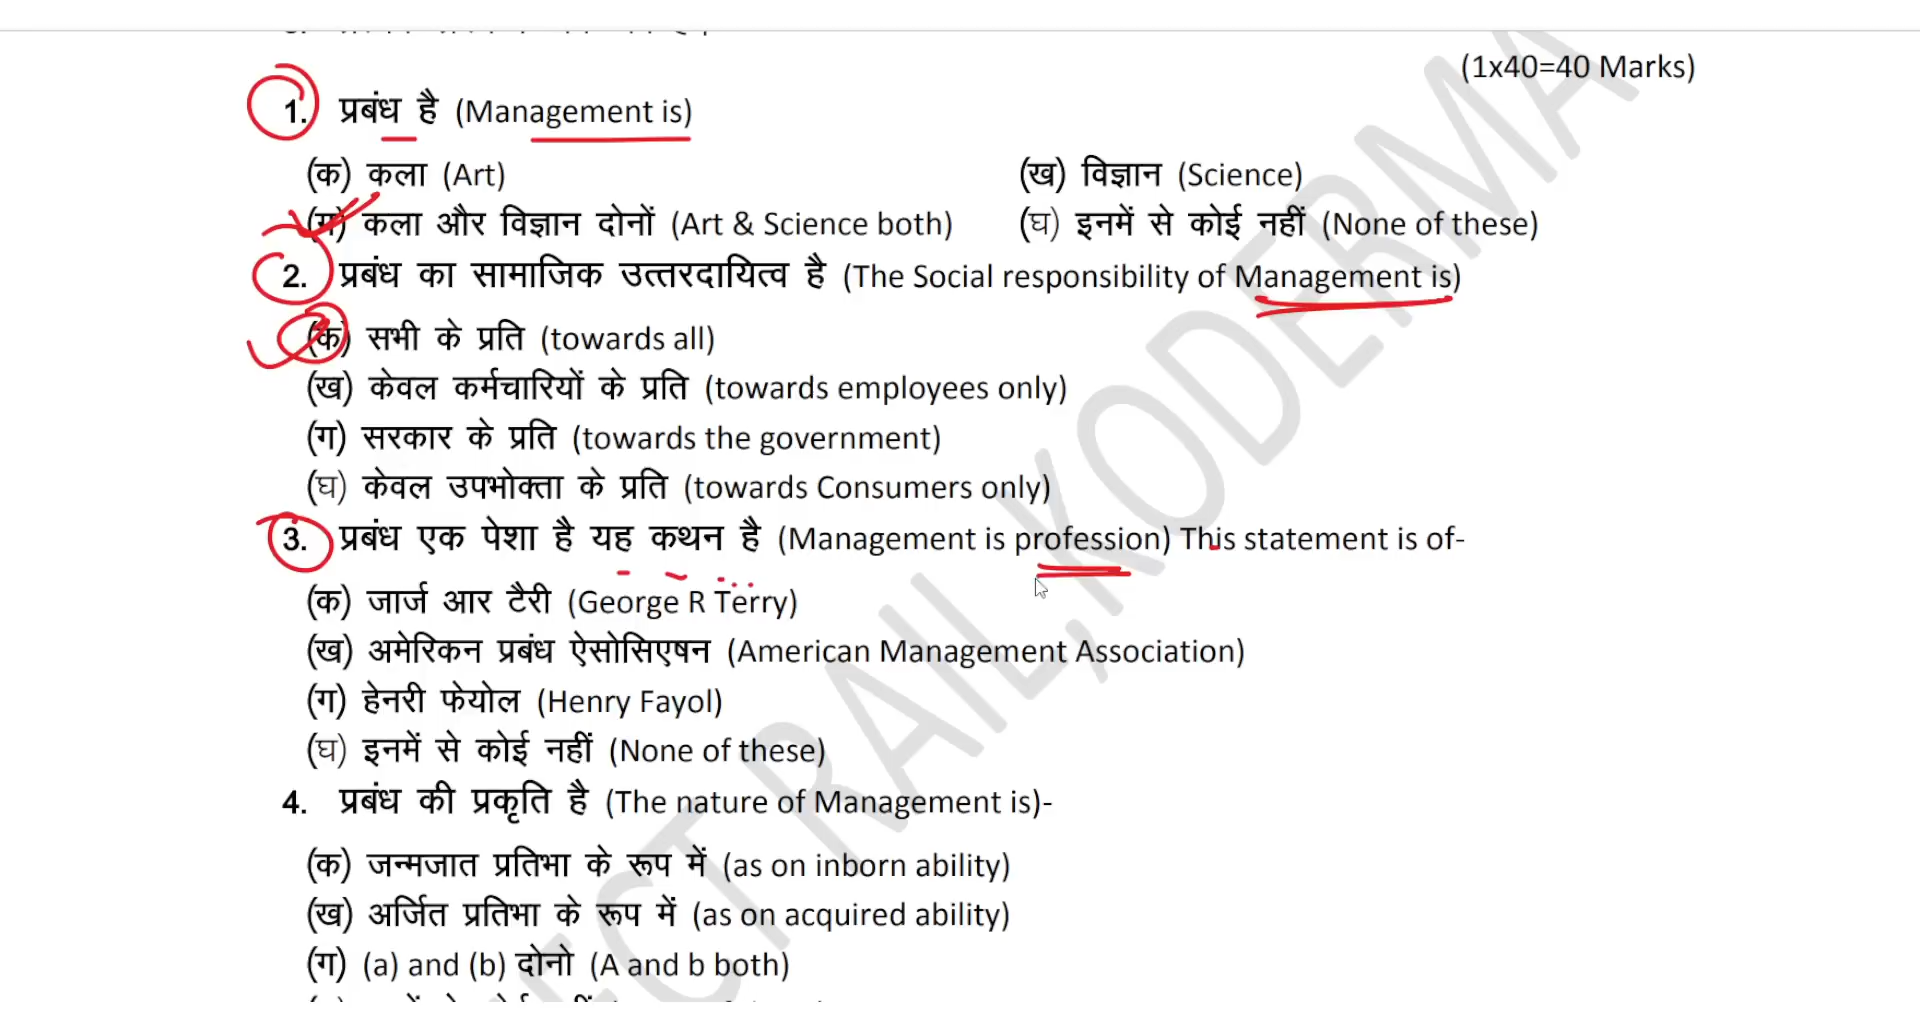 (1x40=40 Marks)
1. प्रबंध है (Management is)
(क) कला (Art) (ख) विज्ञान (Science)
(ग) कला और विज्ञान दोनों (Art & Science both) (घ) इनमें से कोई नहीं (None of these)
2. प्रबंध का सामाजिक उत्तरदायित्व है (The Social responsibility of Management is)
(क) सभी के प्रति (towards all)
(ख) केवल कर्मचारियों के प्रति (towards employees only)
(ग) सरकार के प्रति (towards the government)
(घ) केवल उपभोक्ता के प्रति (towards Consumers only)
3. प्रबंध एक पेशा है यह कथन है (Management is profession) This statement is of-
(क) जार्ज आर टैरी (George R Terry)
(ख) अमेरिकन प्रबंध ऐसोसिएषन (American Management Association)
(ग) हेनरी फेयोल (Henry Fayol)
(घ) इनमें से कोई नहीं (None of these)
4. प्रबंध की प्रकृति है (The nature of Management is)-
(क) जन्मजात प्रतिभा के रूप में (as on inborn ability)
(ख) अर्जित प्रतिभा के रूप में (as on acquired ability)
(ग) (a) and (b) दोनो (A and b both)
ECT RAIL,KODERMA